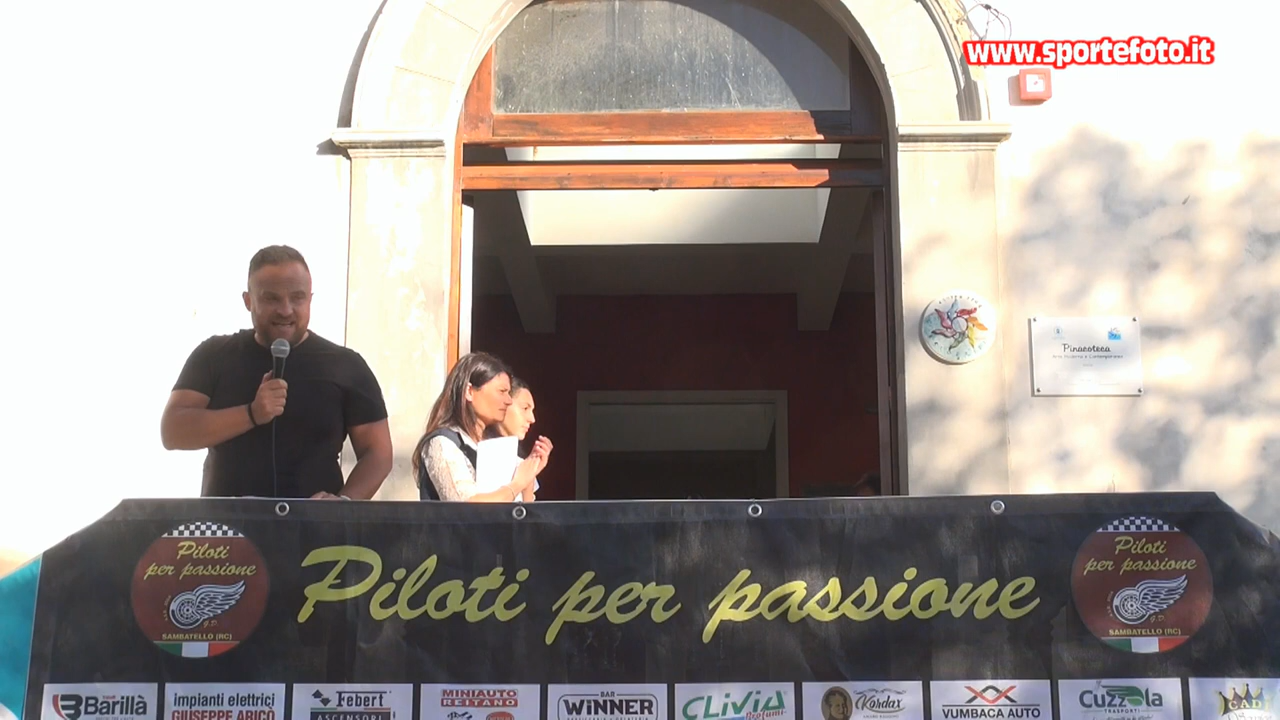 www.sportefoto.it
Pinacoteca
Piloti
per passione
G.D.
SAMBATELLO (RC)
Piloti per passione
Piloti
per passione
G.D.
SAMBATELLO (RC)
Barillà
impianti elettrici
GIUSEPPE ARICÒ
Febert
ASCENSORI
MINIAUTO
REITANO
BAR
WINNER
CLIVIA
Profumi
Kordax
VUMBACA AUTO
CUZZOLA
TRASPORTI
CAD